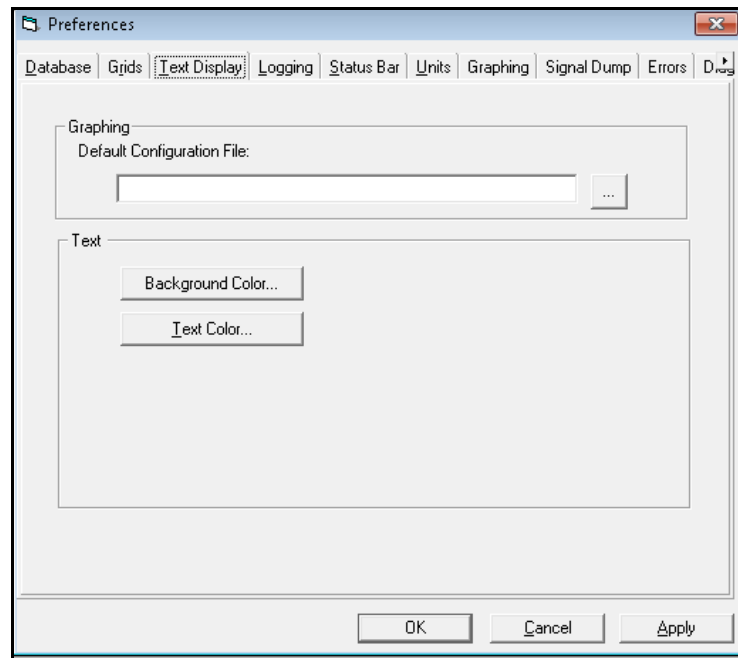 Preferences
Database Grids Text Display Logging Status Bar Units Graphing Signal Dump Errors
Graphing
Default Configuration File:
...
Text
Background Color...
Text Color...
OK Cancel Apply